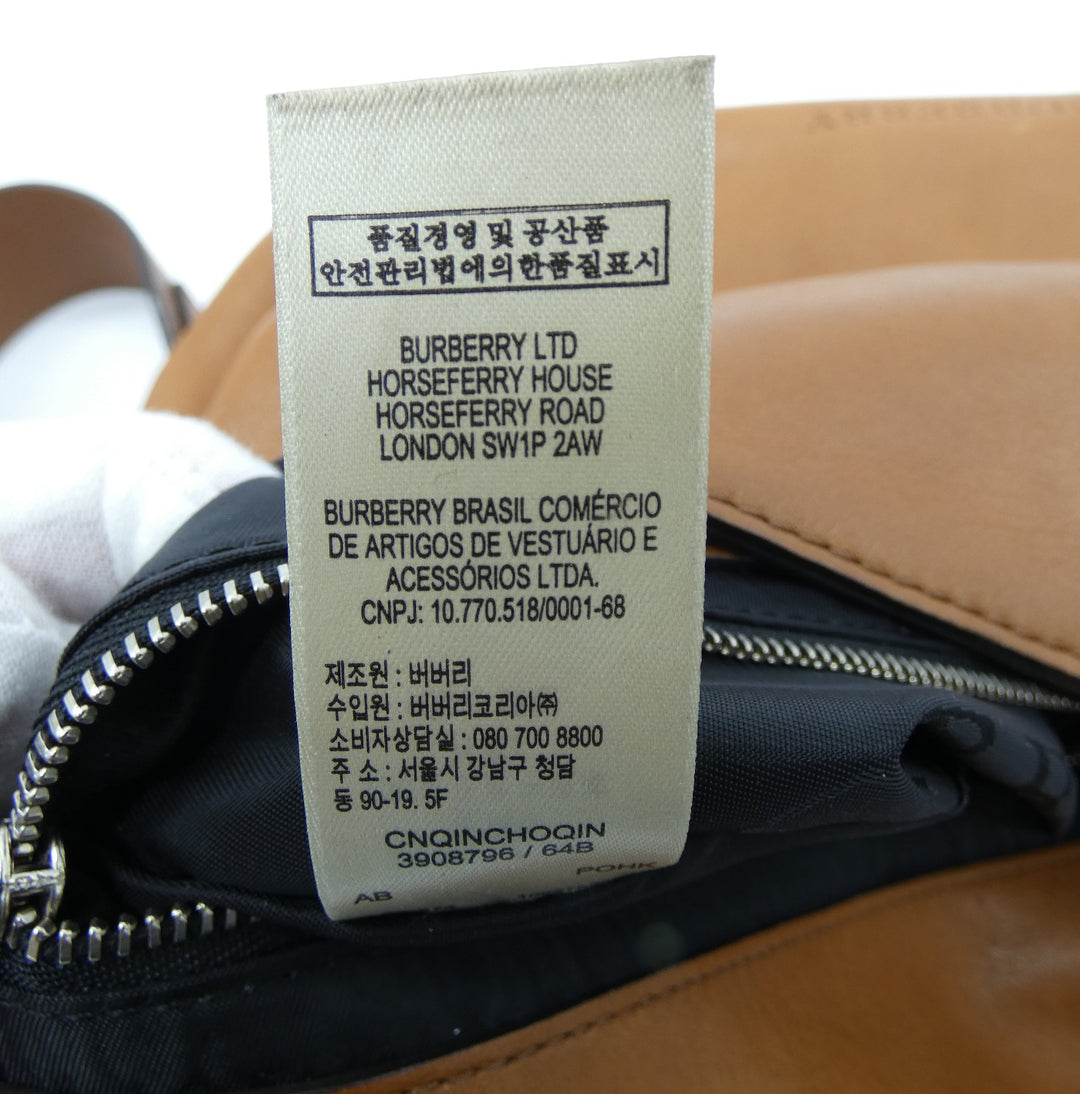 품질경영 및 공산품
안전관리법에의한품질표시
BURBERRY LTD
HORSEFERRY HOUSE
HORSEFERRY ROAD
LONDON SW1P 2AW
BURBERRY BRASIL COMÉRCIO
DE ARTIGOS DE VESTUÁRIO E
ACESSÓRIOS LTDA.
CNPJ: 10.770.518/0001-68
제조원 : 버버리
수입원 : 버버리코리아㈜
소비자상담실 : 080 700 8800
주 소 : 서울시 강남구 청담
동 90-19. 5F
CNQINCHOQIN
3908796 / 64B
AB POHK